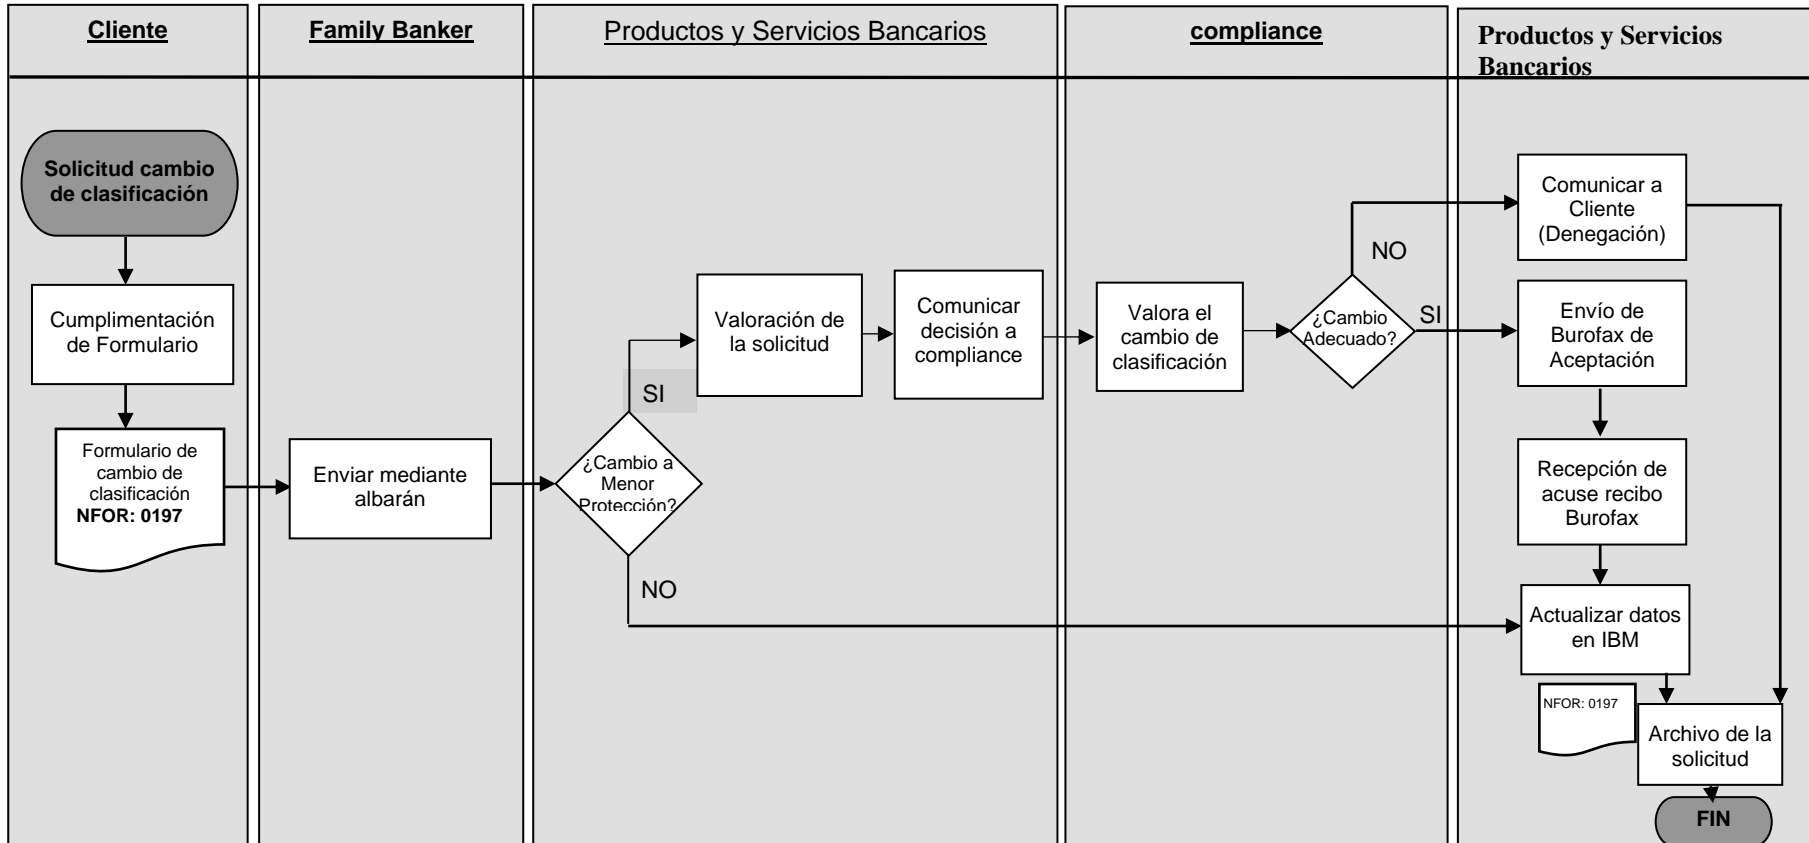 Cliente
Family Banker
Productos y Servicios Bancarios
compliance
Productos y Servicios
Bancarios
Solicitud cambio
de clasificación
Cumplimentación
de Formulario
Formulario de
cambio de
clasificación
NFOR: 0197
Enviar mediante
albarán
¿Cambio a
Menor
Protección?
SI
NO
Valoración de
la solicitud
Comunicar
decisión a
compliance
Valora el
cambio de
clasificación
¿Cambio
Adecuado?
NO
SI
Comunicar a
Cliente
(Denegación)
Envío de
Burofax de
Aceptación
Recepción de
acuse recibo
Burofax
Actualizar datos
en IBM
NFOR: 0197
Archivo de la
solicitud
FIN